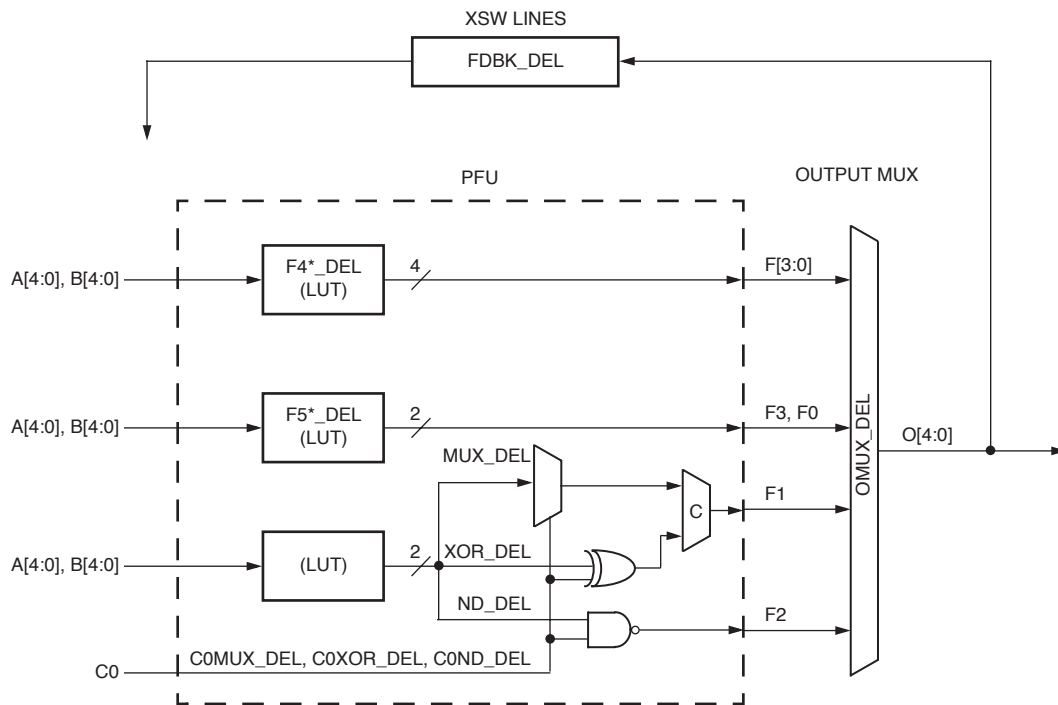 XSW LINES
FDBK_DEL
PFU
OUTPUT MUX
A[4:0], B[4:0]
F4*_DEL
(LUT)
4
F[3:0]
A[4:0], B[4:0]
F5*_DEL
(LUT)
2
F3, F0
OMUX_DEL
O[4:0]
MUX_DEL
C
F1
A[4:0], B[4:0]
(LUT)
2
XOR_DEL
ND_DEL
F2
C0
C0MUX_DEL, C0XOR_DEL, C0ND_DEL